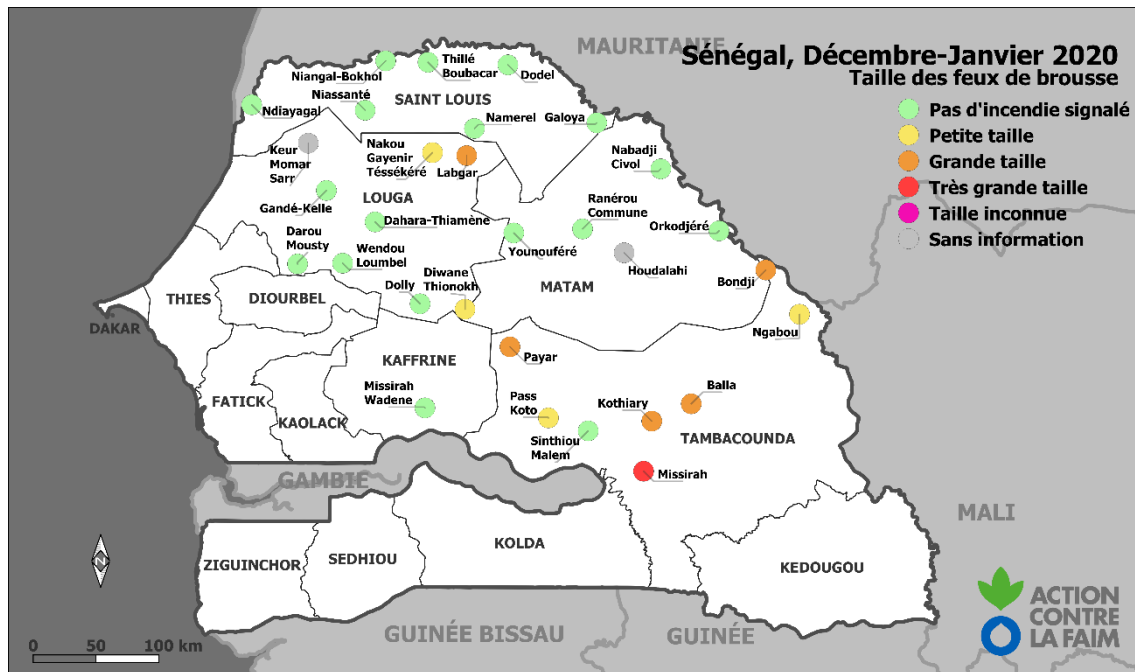 MAURITANIE
Sénégal, Décembre-Janvier 2020
Taille des feux de brousse
Pas d'incendie signalé
Petite taille
Grande taille
Très grande taille
Taille inconnue
Sans information
Niangal-Bokhol
Thillé
Boubacar
Dodel
Niassanté
SAINT LOUIS
Ndiayagal
Namerel
Galoya
Keur
Momar
Sarr
Nakou
Gayenir
Téssékéré
Labgar
Nabadji
Civol
LOUGA
Gandé-Kelle
Ranérou
Commune
Dahara-Thiamène
Orkodjéré
Darou
Mousty
Wendou
Loumbel
Younouféré
Houdalahi
Diwane
Thionokh
Dolly
MATAM
Bondji
THIES
DIOURBEL
DAKAR
Ngabou
KAFFRINE
Payar
Missirah
Wadene
Balla
FATICK
KAOLACK
Pass
Koto
Kothiary
TAMBACOUNDA
Sinthiou
Malem
Missirah
GAMBIE
MALI
ZIGUINCHOR
SEDHIOU
KOLDA
KEDOUGOU
N
GUINÉE BISSAU
GUINÉE
0 50 100 km
ACTION
CONTRE
LA FAIM